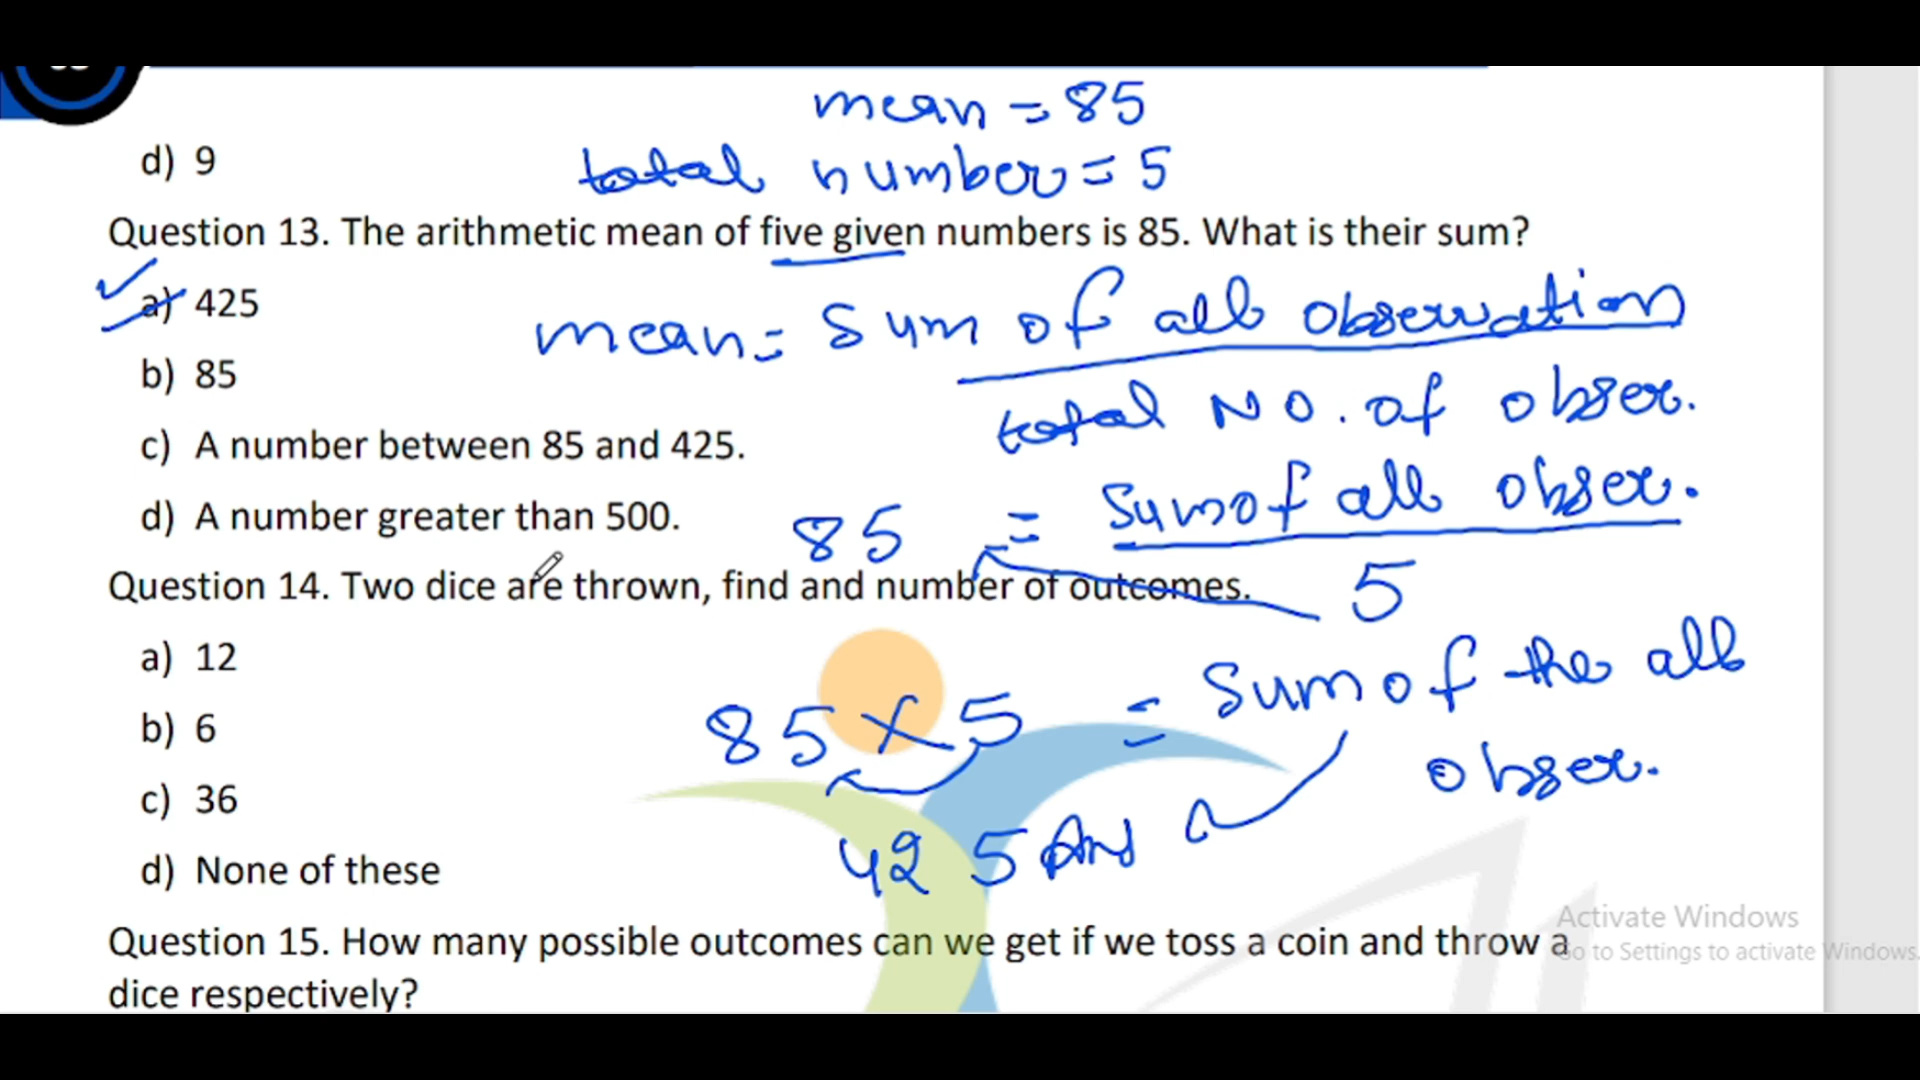 mean = 85
d) 9
total number = 5
Question 13. The arithmetic mean of five given numbers is 85. What is their sum?
a) 425
mean = Sum of all observation
total NO. of obser.
b) 85
c) A number between 85 and 425.
d) A number greater than 500.
85 = Sum of all obser.
5
Question 14. Two dice are thrown, find and number of outcomes.
a) 12
85 × 5 = Sum of the all
obser.
b) 6
c) 36
425 Ans
d) None of these
Activate Windows
Go to Settings to activate Windows.
Question 15. How many possible outcomes can we get if we toss a coin and throw a
dice respectively?